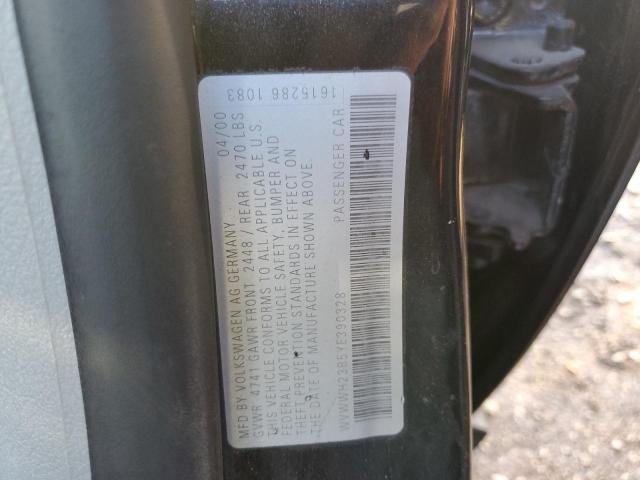 MFD BY VOLKSWAGEN AG GERMANY 04/00 1615286 1083
GVWR 4741 GAWR FRONT 2448 / REAR 2470 LBS
THIS VEHICLE CONFORMS TO ALL APPLICABLE U.S.
FEDERAL MOTOR VEHICLE SAFETY, BUMPER AND
THEFT PREVENTION STANDARDS IN EFFECT ON
THE DATE OF MANUFACTURE SHOWN ABOVE.
WVWWH23B5YE390328 PASSENGER CAR